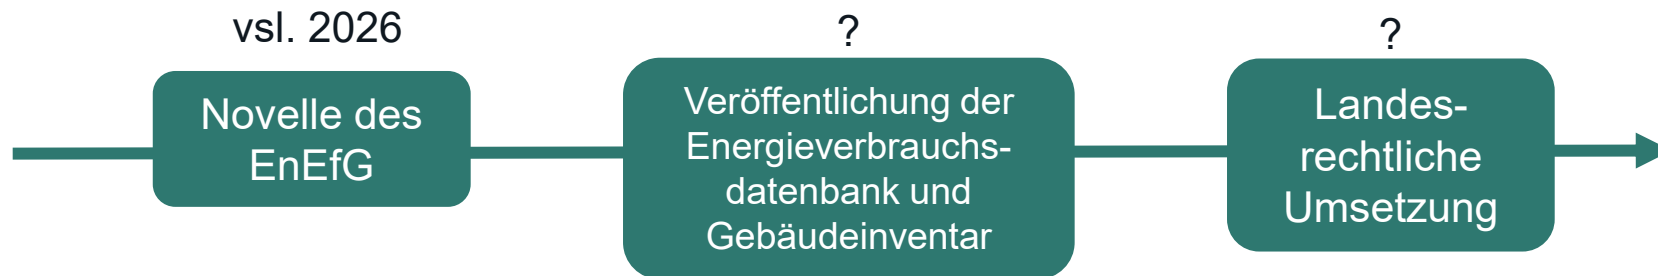 vsl. 2026
?
?
Novelle des
EnEfG
Veröffentlichung der
Energieverbrauchs-
datenbank und
Gebäudeinventar
Landes-
rechtliche
Umsetzung